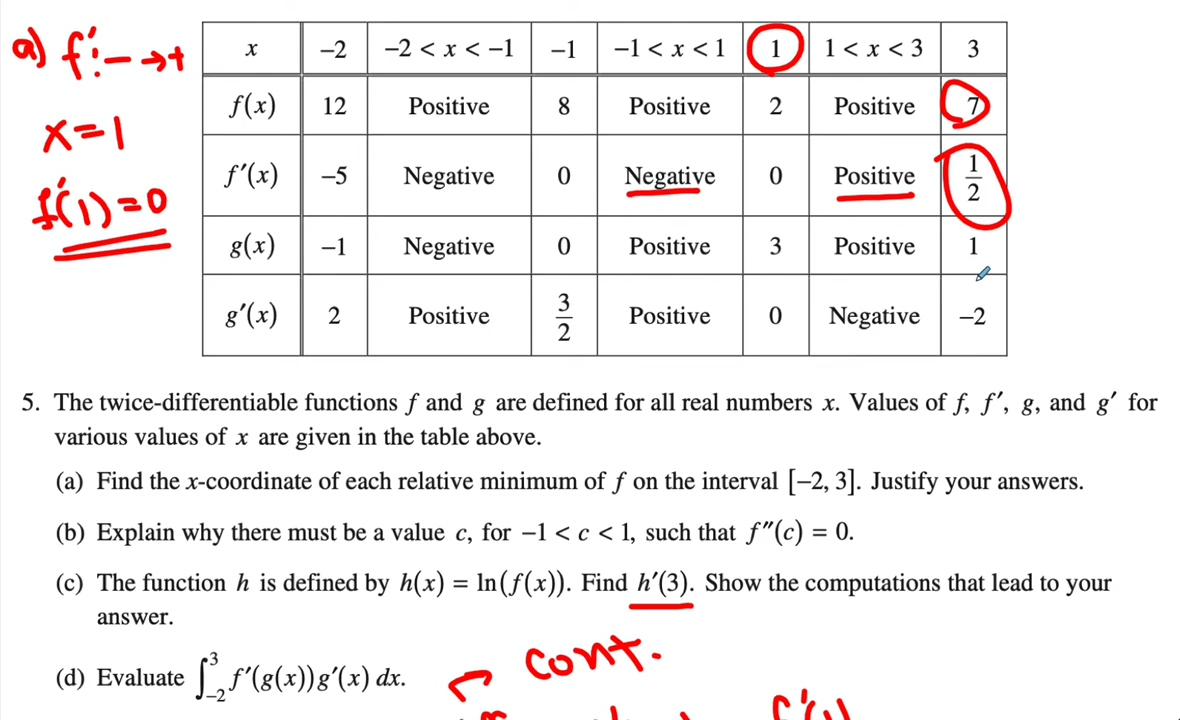 a) f′: − → +
x = 1
f′(1) = 0
x −2 −2 < x < −1 −1 −1 < x < 1 1 1 < x < 3 3
f(x) 12 Positive 8 Positive 2 Positive 7
f′(x) −5 Negative 0 Negative 0 Positive 1/2
g(x) −1 Negative 0 Positive 3 Positive 1
g′(x) 2 Positive 3/2 Positive 0 Negative −2
5. The twice-differentiable functions f and g are defined for all real numbers x. Values of f, f′, g, and g′ for
various values of x are given in the table above.
(a) Find the x-coordinate of each relative minimum of f on the interval [−2, 3]. Justify your answers.
(b) Explain why there must be a value c, for −1 < c < 1, such that f″(c) = 0.
(c) The function h is defined by h(x) = ln(f(x)). Find h′(3). Show the computations that lead to your
answer.
(d) Evaluate ∫₋₂³ f′(g(x))g′(x) dx.
cont.